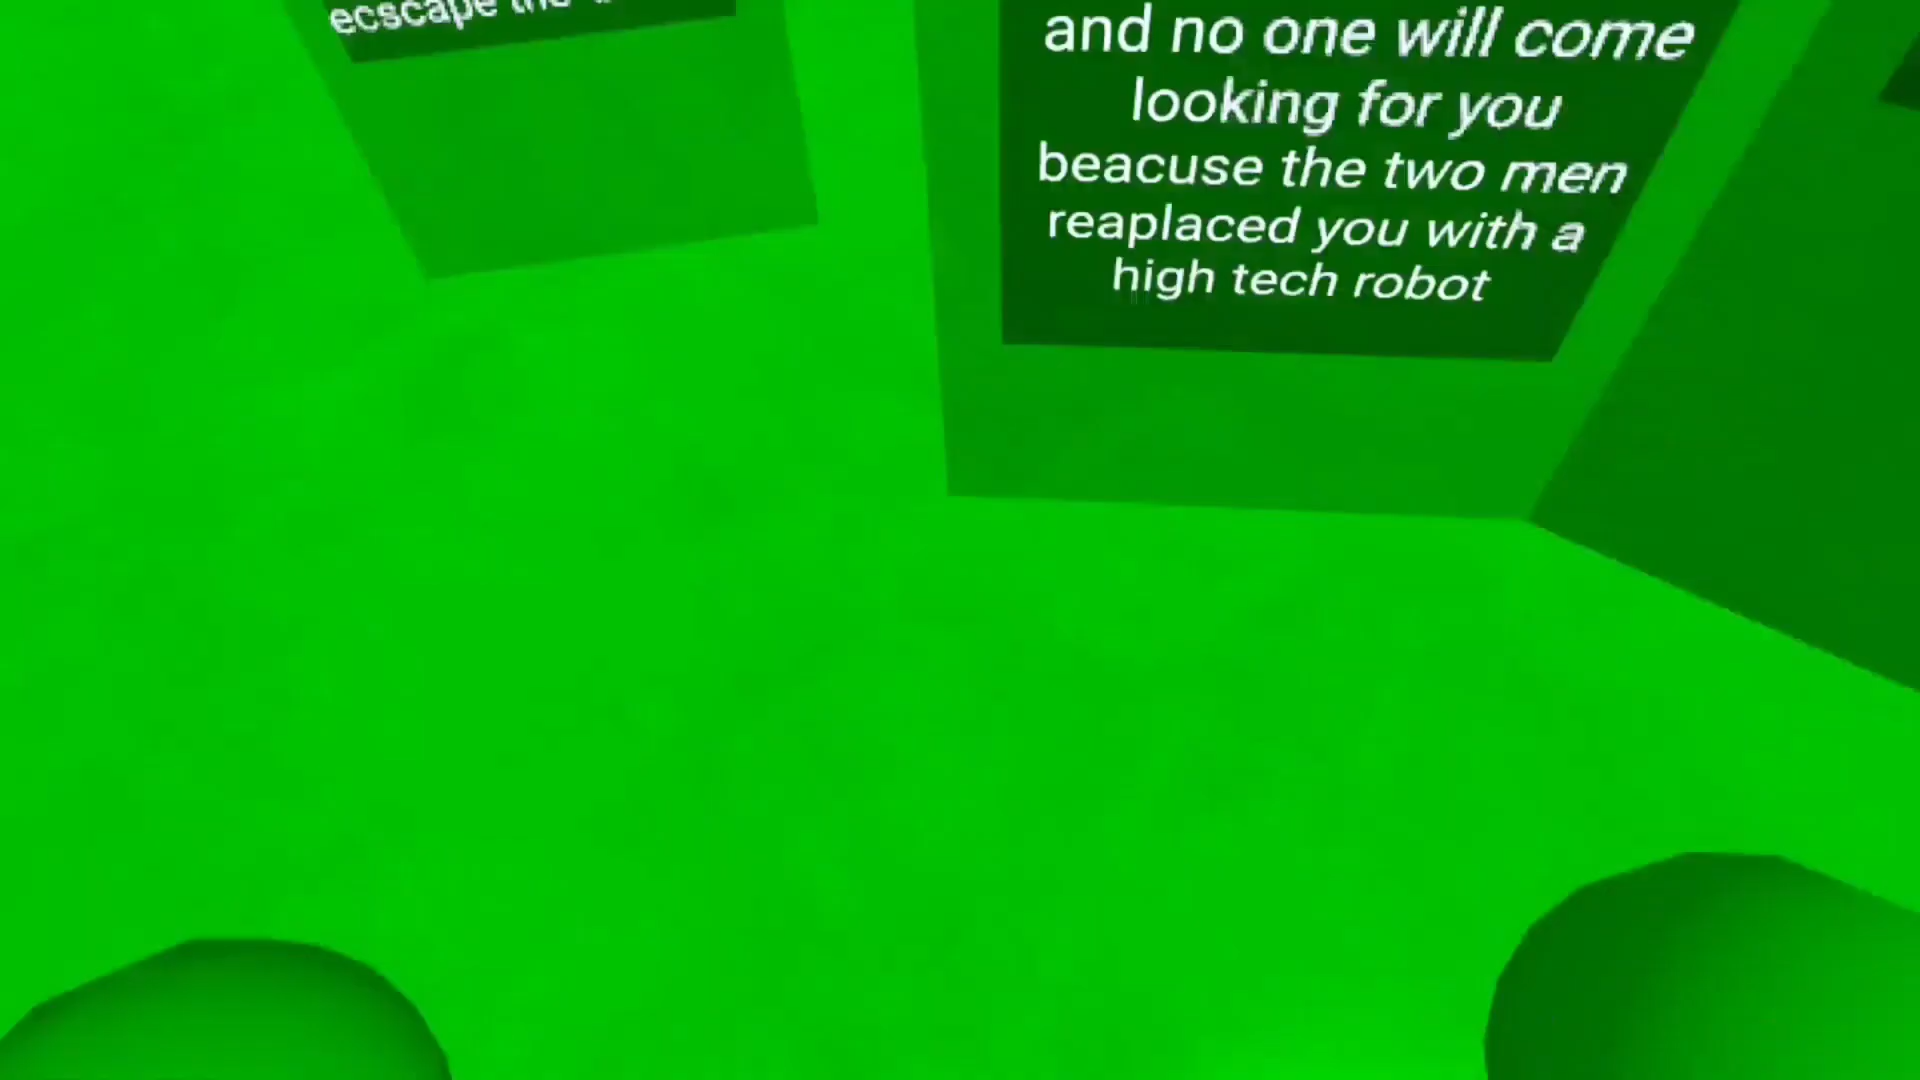 ecscape the
and no one will come
looking for you
beacuse the two men
reaplaced you with a
high tech robot